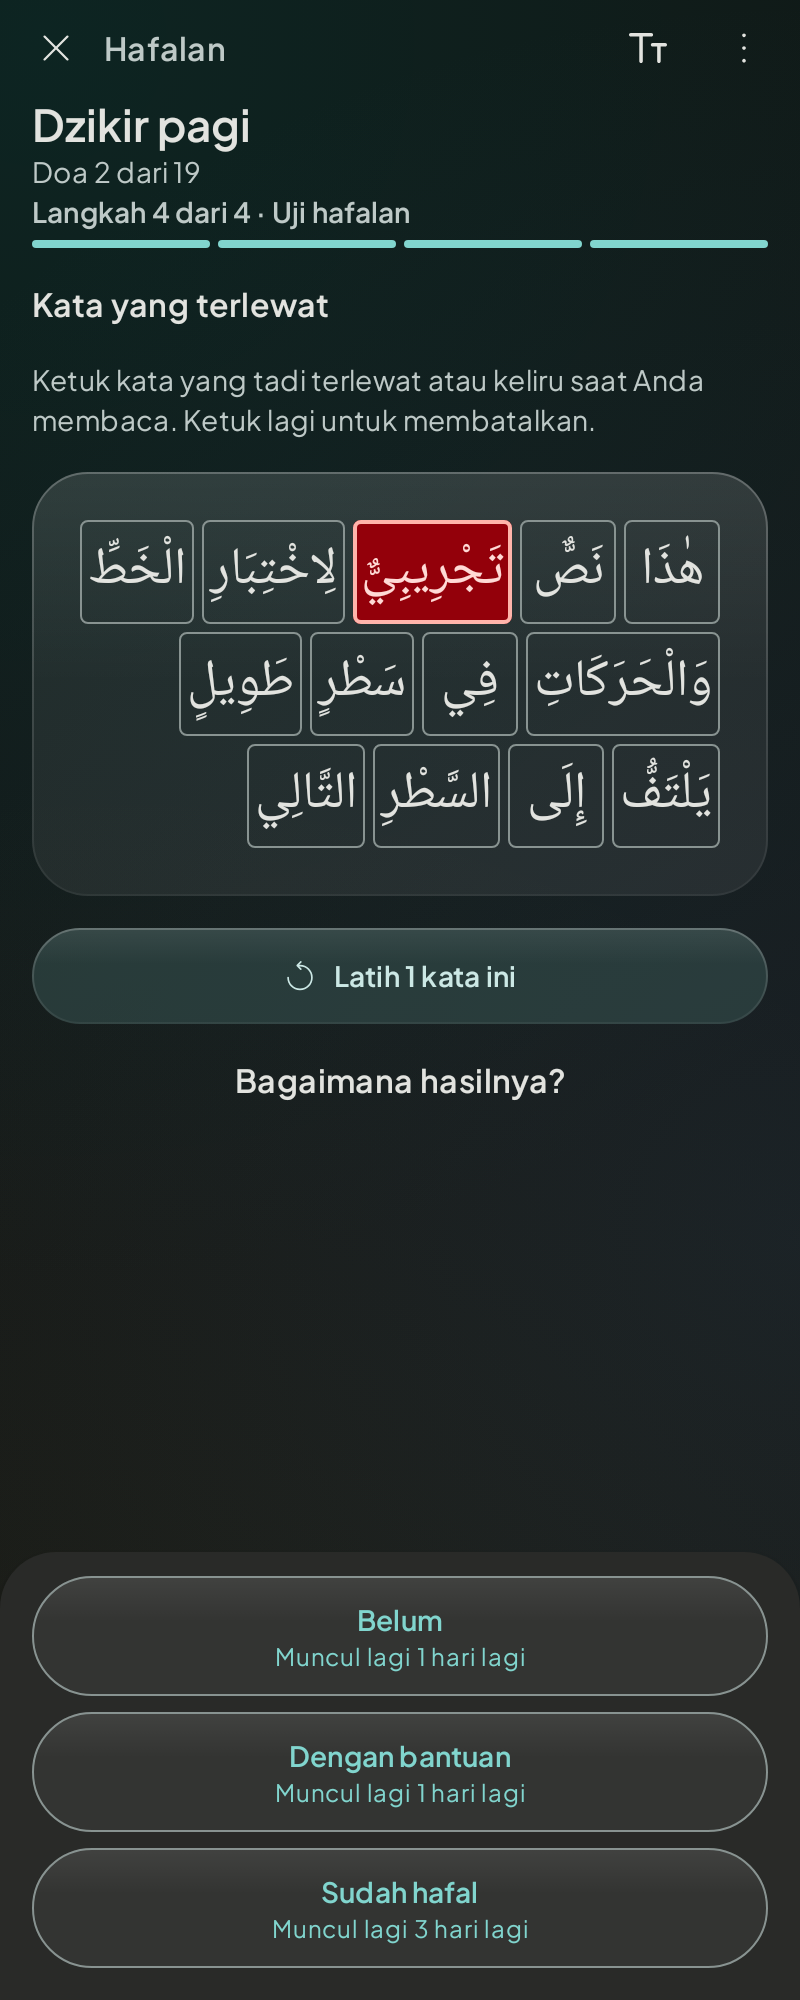 Hafalan
Dzikir pagi
Doa 2 dari 19
Langkah 4 dari 4 · Uji hafalan
Kata yang terlewat
Ketuk kata yang tadi terlewat atau keliru saat Anda
membaca. Ketuk lagi untuk membatalkan.
هٰذَا نَصٌّ تَجْرِيبِيٌّ لِاخْتِبَارِ الْخَطِّ
وَالْحَرَكَاتِ فِي سَطْرٍ طَوِيلٍ
يَلْتَفُّ إِلَى السَّطْرِ التَّالِي
Latih 1 kata ini
Bagaimana hasilnya?
Belum
Muncul lagi 1 hari lagi
Dengan bantuan
Muncul lagi 1 hari lagi
Sudah hafal
Muncul lagi 3 hari lagi